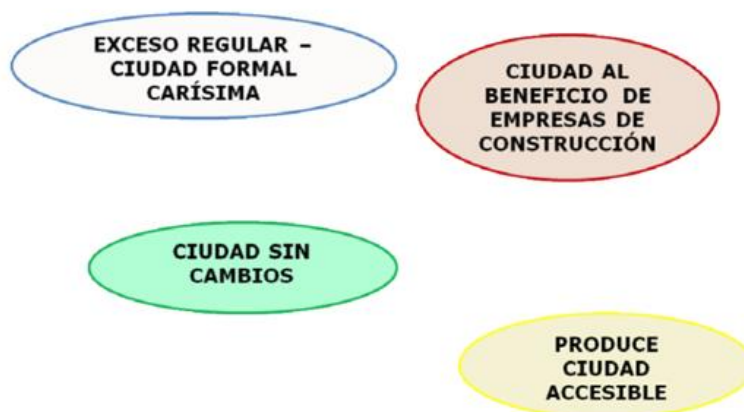 EXCESO REGULAR –
CIUDAD FORMAL
CARÍSIMA
CIUDAD AL
BENEFICIO DE
EMPRESAS DE
CONSTRUCCIÓN
CIUDAD SIN
CAMBIOS
PRODUCE
CIUDAD
ACCESIBLE